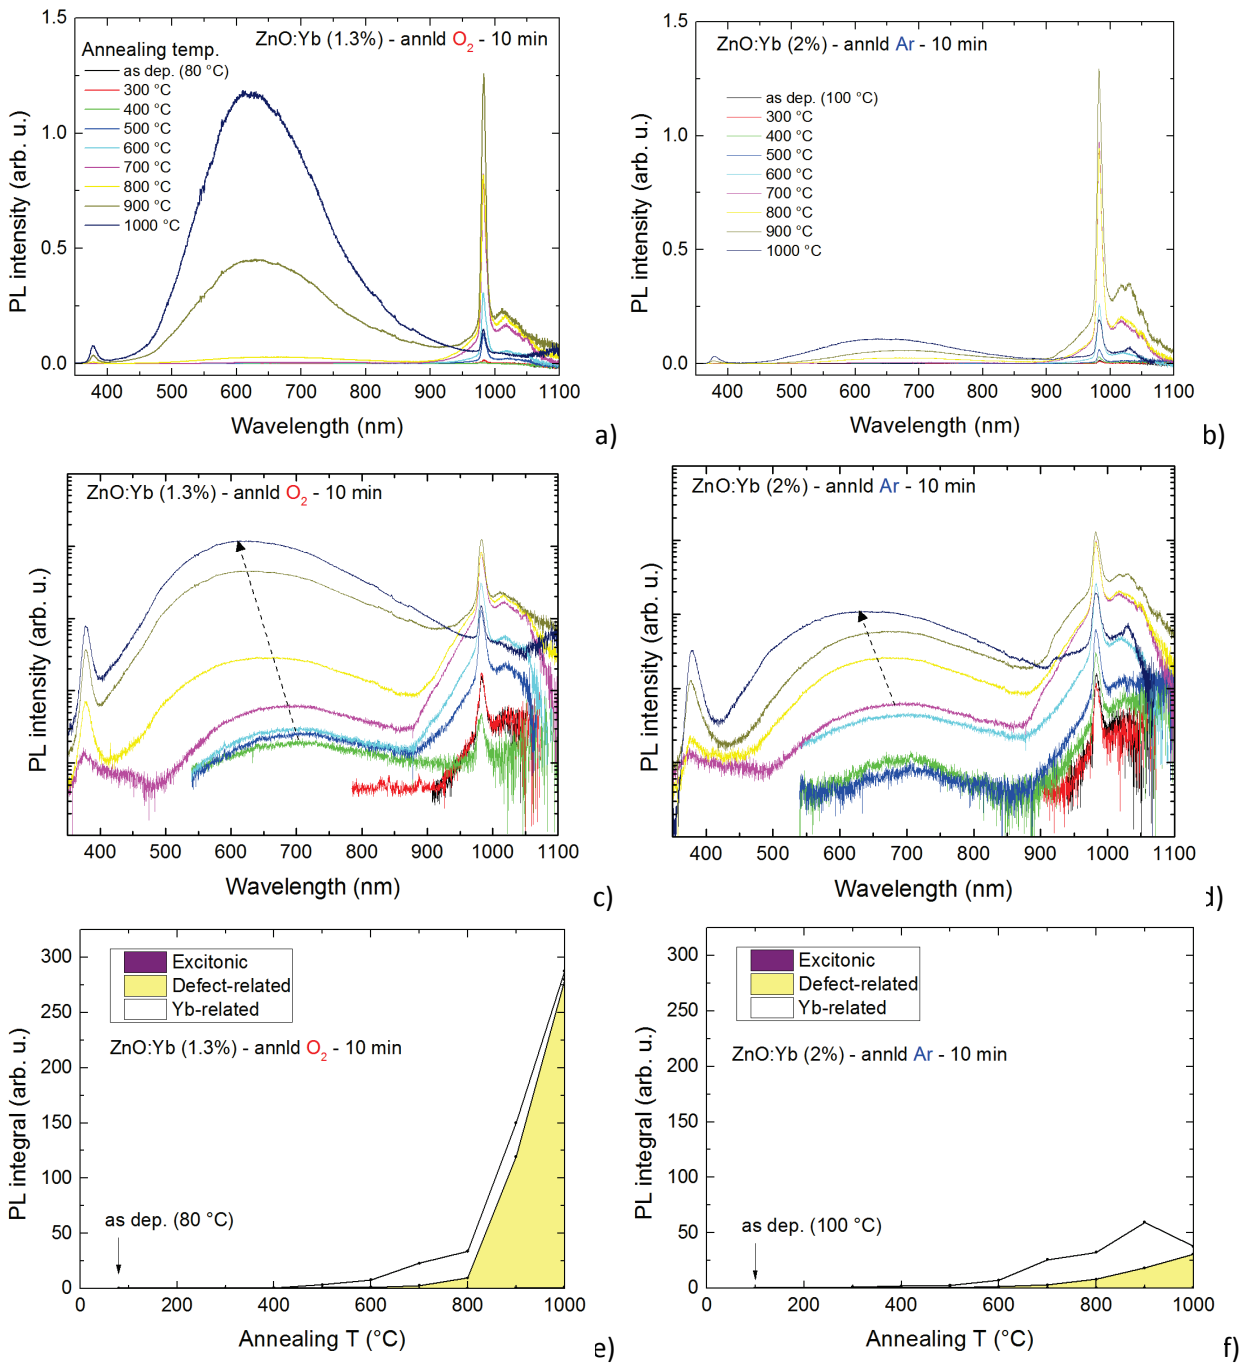 ZnO:Yb (1.3%) - annld O2 - 10 min
Annealing temp.
as dep. (80 °C)
300 °C
400 °C
500 °C
600 °C
700 °C
800 °C
900 °C
1000 °C
1.5
1.0
0.5
0.0
PL intensity (arb. u.)
400 500 600 700 800 900 1000 1100
Wavelength (nm)
a)
ZnO:Yb (2%) - annld Ar - 10 min
as dep. (100 °C)
300 °C
400 °C
500 °C
600 °C
700 °C
800 °C
900 °C
1000 °C
1.5
1.0
0.5
0.0
PL intensity (arb. u.)
400 500 600 700 800 900 1000 1100
Wavelength (nm)
b)
ZnO:Yb (1.3%) - annld O2 - 10 min
PL intensity (arb. u.)
400 500 600 700 800 900 1000 1100
Wavelength (nm)
c)
ZnO:Yb (2%) - annld Ar - 10 min
PL intensity (arb. u.)
400 500 600 700 800 900 1000 1100
Wavelength (nm)
d)
300
250
200
150
100
50
0
PL integral (arb. u.)
Excitonic
Defect-related
Yb-related
ZnO:Yb (1.3%) - annld O2 - 10 min
as dep. (80 °C)
0 200 400 600 800 1000
Annealing T (°C)
e)
300
250
200
150
100
50
0
PL integral (arb. u.)
Excitonic
Defect-related
Yb-related
ZnO:Yb (2%) - annld Ar - 10 min
as dep. (100 °C)
0 200 400 600 800 1000
Annealing T (°C)
f)